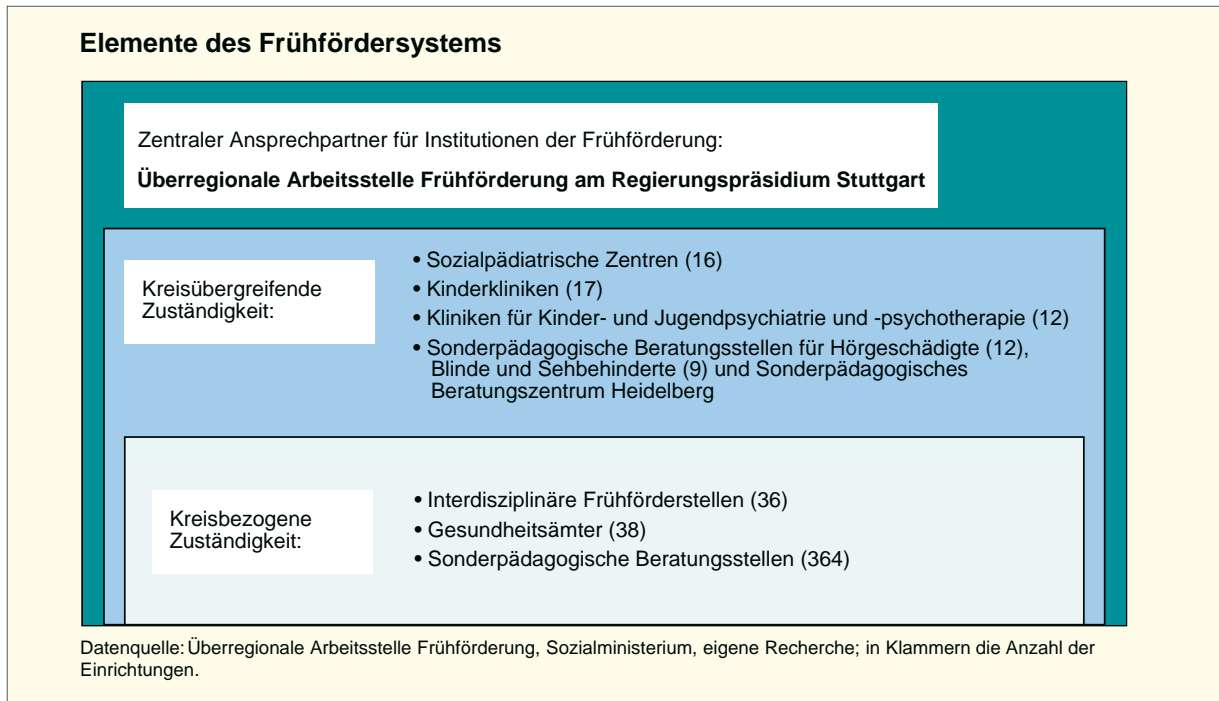 Elemente des Frühfördersystems
Zentraler Ansprechpartner für Institutionen der Frühförderung:
Überregionale Arbeitsstelle Frühförderung am Regierungspräsidium Stuttgart
Kreisübergreifende
Zuständigkeit:
• Sozialpädiatrische Zentren (16)
• Kinderkliniken (17)
• Kliniken für Kinder- und Jugendpsychiatrie und -psychotherapie (12)
• Sonderpädagogische Beratungsstellen für Hörgeschädigte (12),
Blinde und Sehbehinderte (9) und Sonderpädagogisches
Beratungszentrum Heidelberg
Kreisbezogene
Zuständigkeit:
• Interdisziplinäre Frühförderstellen (36)
• Gesundheitsämter (38)
• Sonderpädagogische Beratungsstellen (364)
Datenquelle: Überregionale Arbeitsstelle Frühförderung, Sozialministerium, eigene Recherche; in Klammern die Anzahl der
Einrichtungen.